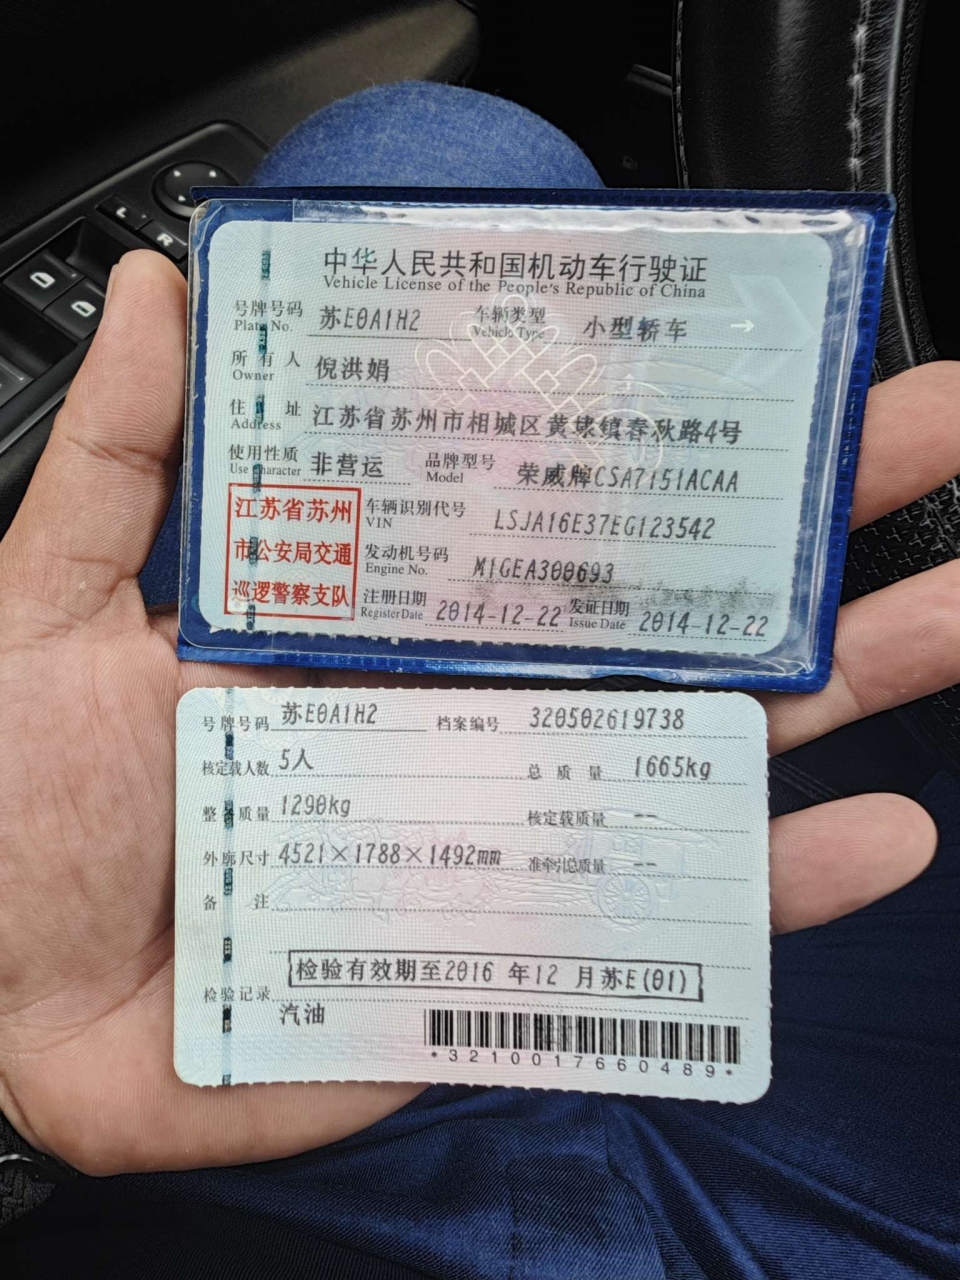 中华人民共和国机动车行驶证
Vehicle License of the People's Republic of China
号牌号码 Plate No. 苏E0A1H2 车辆类型 Vehicle Type 小型轿车
所有人 Owner 倪洪娟
住址 Address 江苏省苏州市相城区黄埭镇春秋路4号
使用性质 Use Character 非营运 品牌型号 Model 荣威牌CSA7151ACAA
江苏省苏州
市公安局交通
巡逻警察支队
车辆识别代号 VIN LSJA16E37EG123542
发动机号码 Engine No. M1GEA300693
注册日期 Register Date 2014-12-22 发证日期 Issue Date 2014-12-22
号牌号码 苏E0A1H2 档案编号 320502619738
核定载人数 5人 总质量 1665kg
整备质量 1290kg 核定载质量 --
外廓尺寸 4521×1788×1492mm 准牵引总质量 --
备注
检验有效期至2016 年12 月苏E(01)
检验记录
汽油
*3210017660489*
L
R